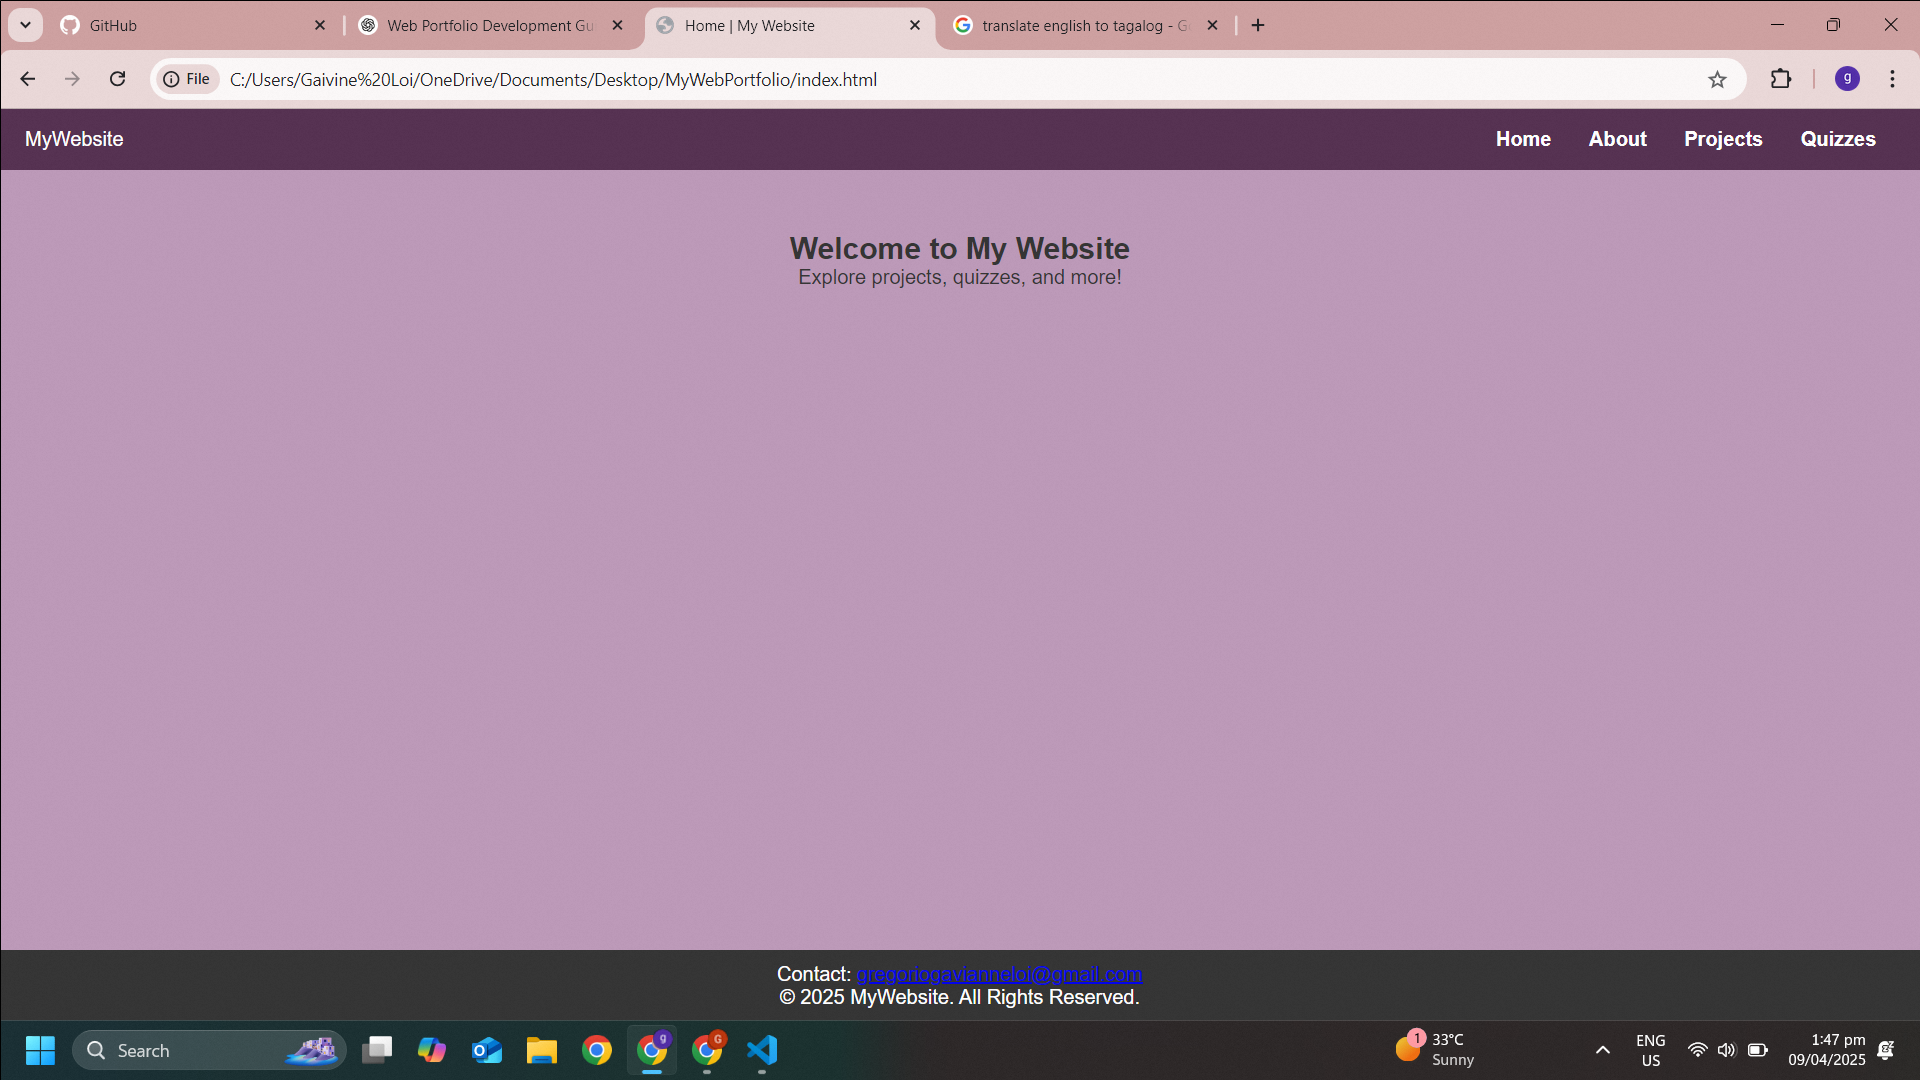 GitHub
Web Portfolio Development Gu
Home | My Website
translate english to tagalog - G
File
C:/Users/Gaivine%20Loi/OneDrive/Documents/Desktop/MyWebPortfolio/index.html
g
MyWebsite
Home
About
Projects
Quizzes
Welcome to My Website
Explore projects, quizzes, and more!
Contact: gregoriogavianneloi@gmail.com
© 2025 MyWebsite. All Rights Reserved.
Search
g
G
1
33°C
Sunny
ENG
US
1:47 pm
09/04/2025